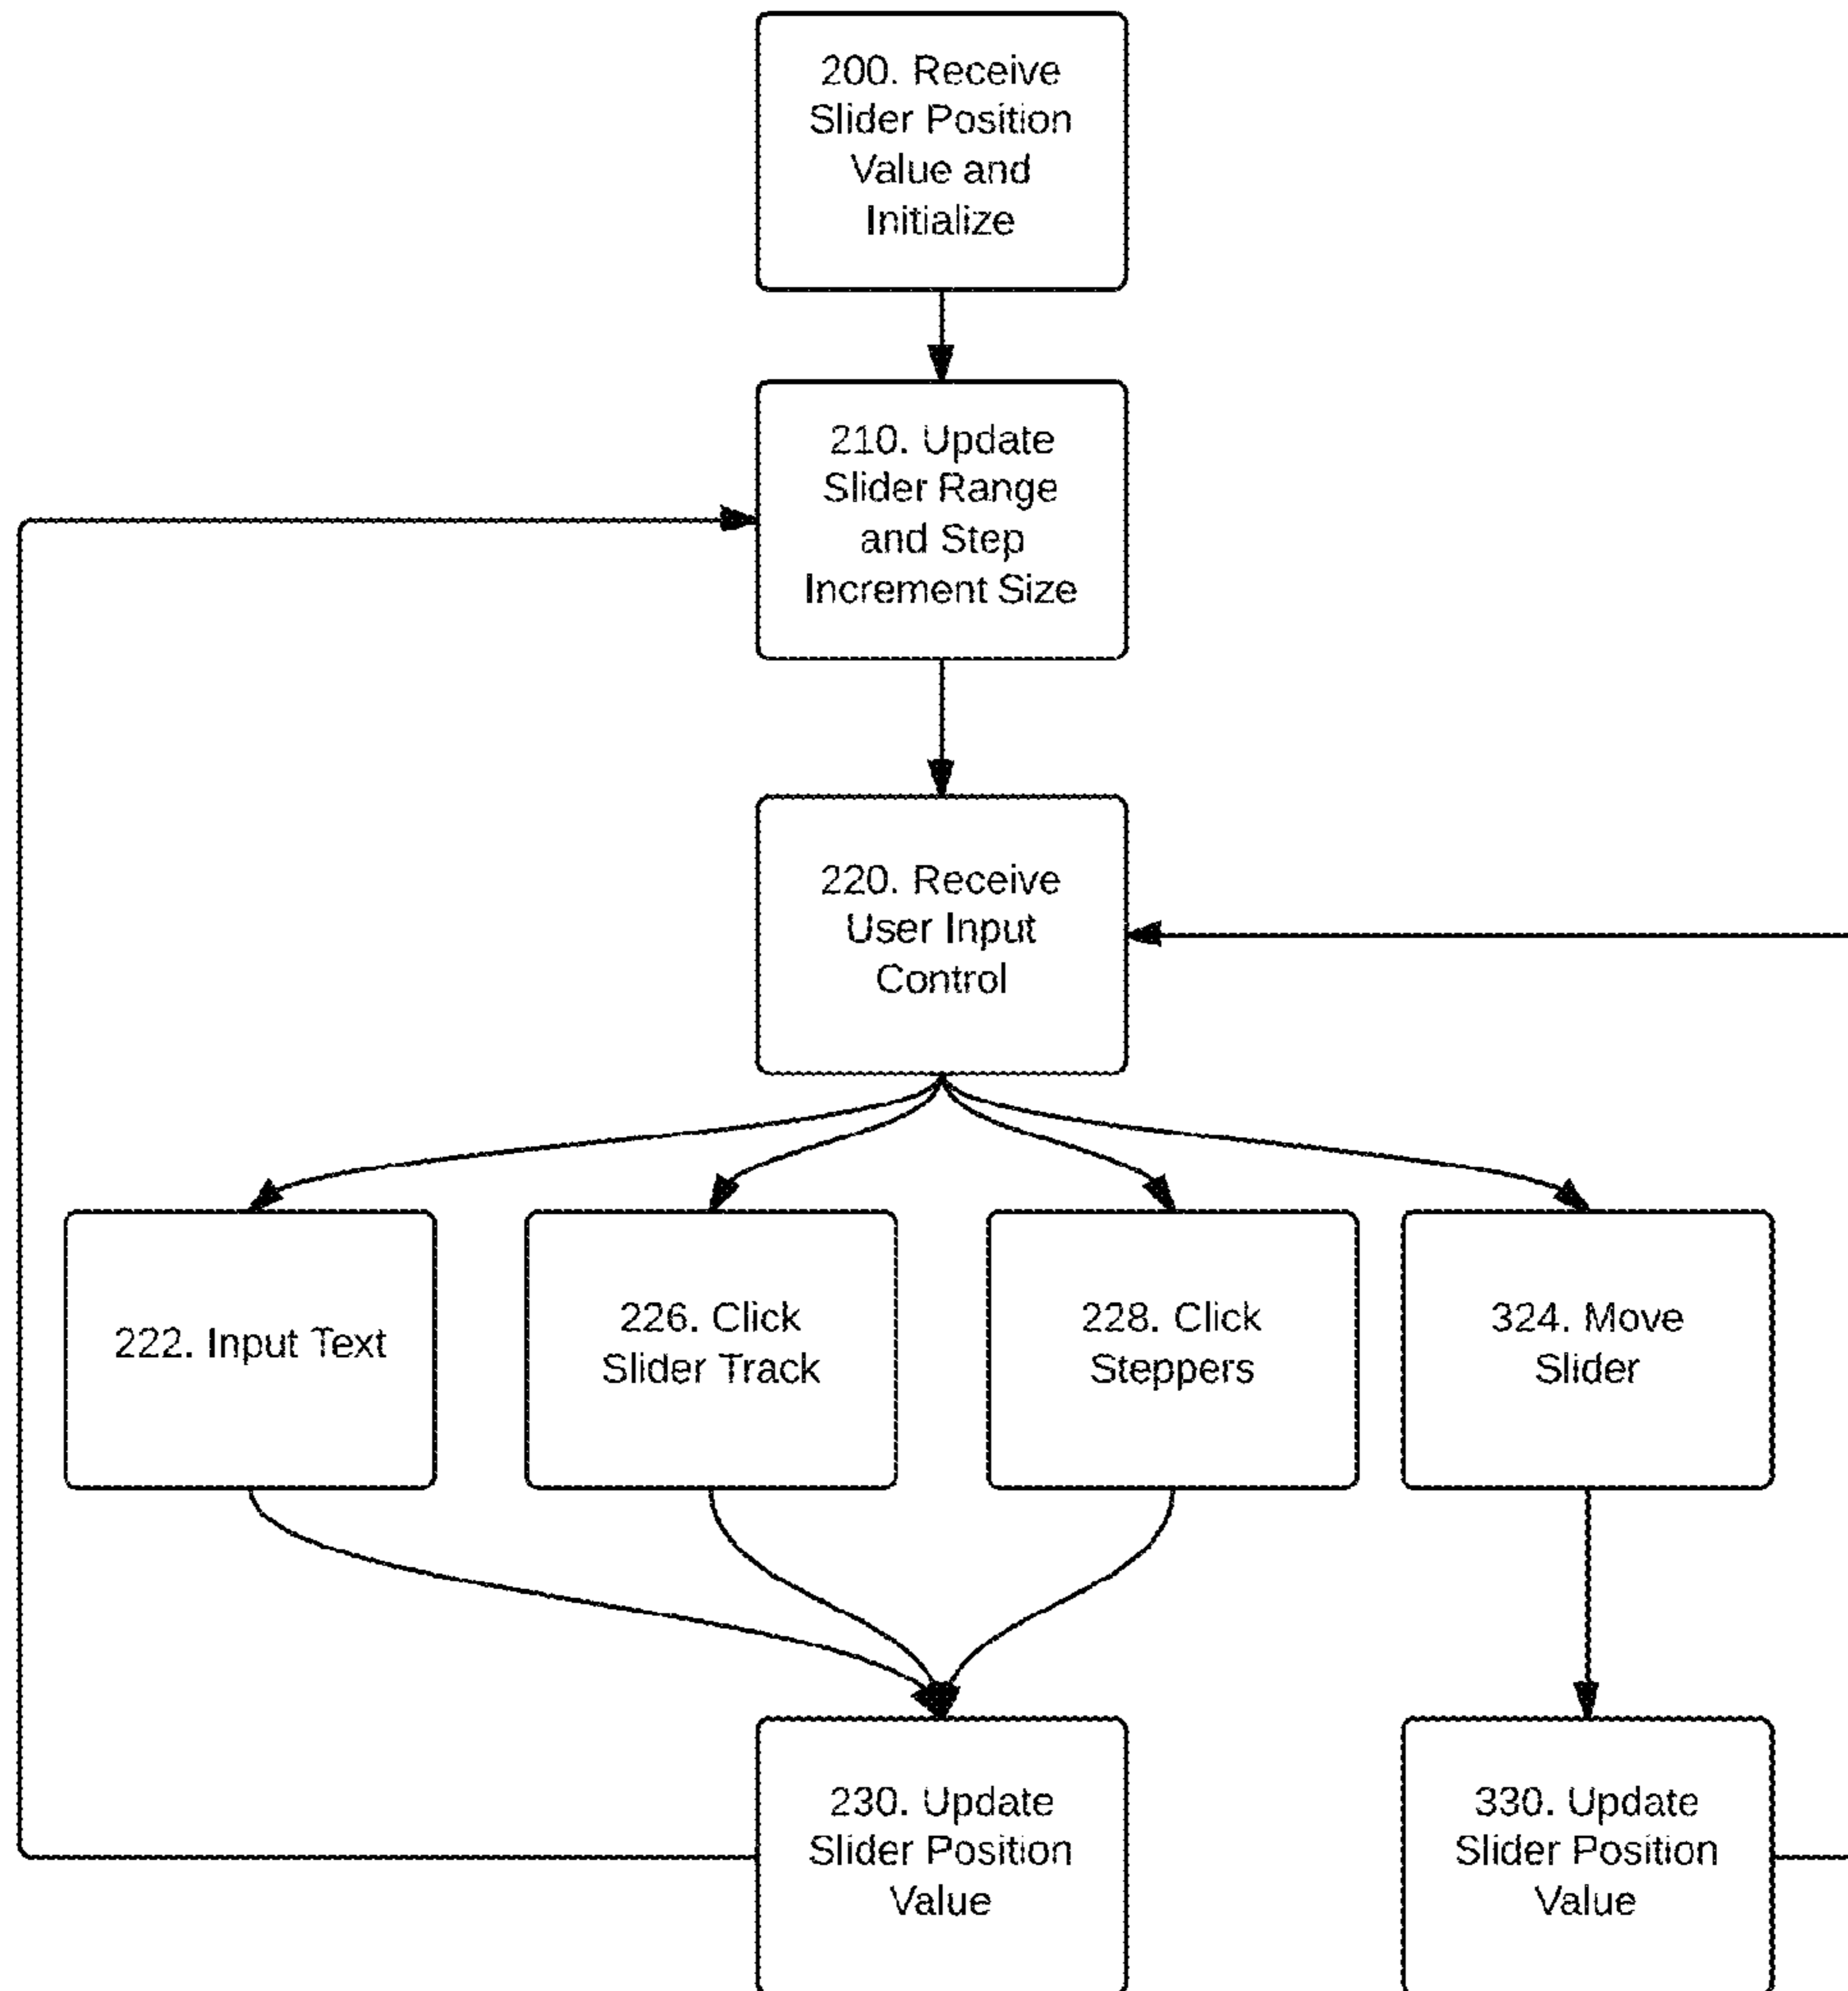 200. Receive
Slider Position
Value and
Initialize
210. Update
Slider Range
and Step
Increment Size
220. Receive
User Input
Control
222. Input Text
226. Click
Slider Track
228. Click
Steppers
324. Move
Slider
230. Update
Slider Position
Value
330. Update
Slider Position
Value